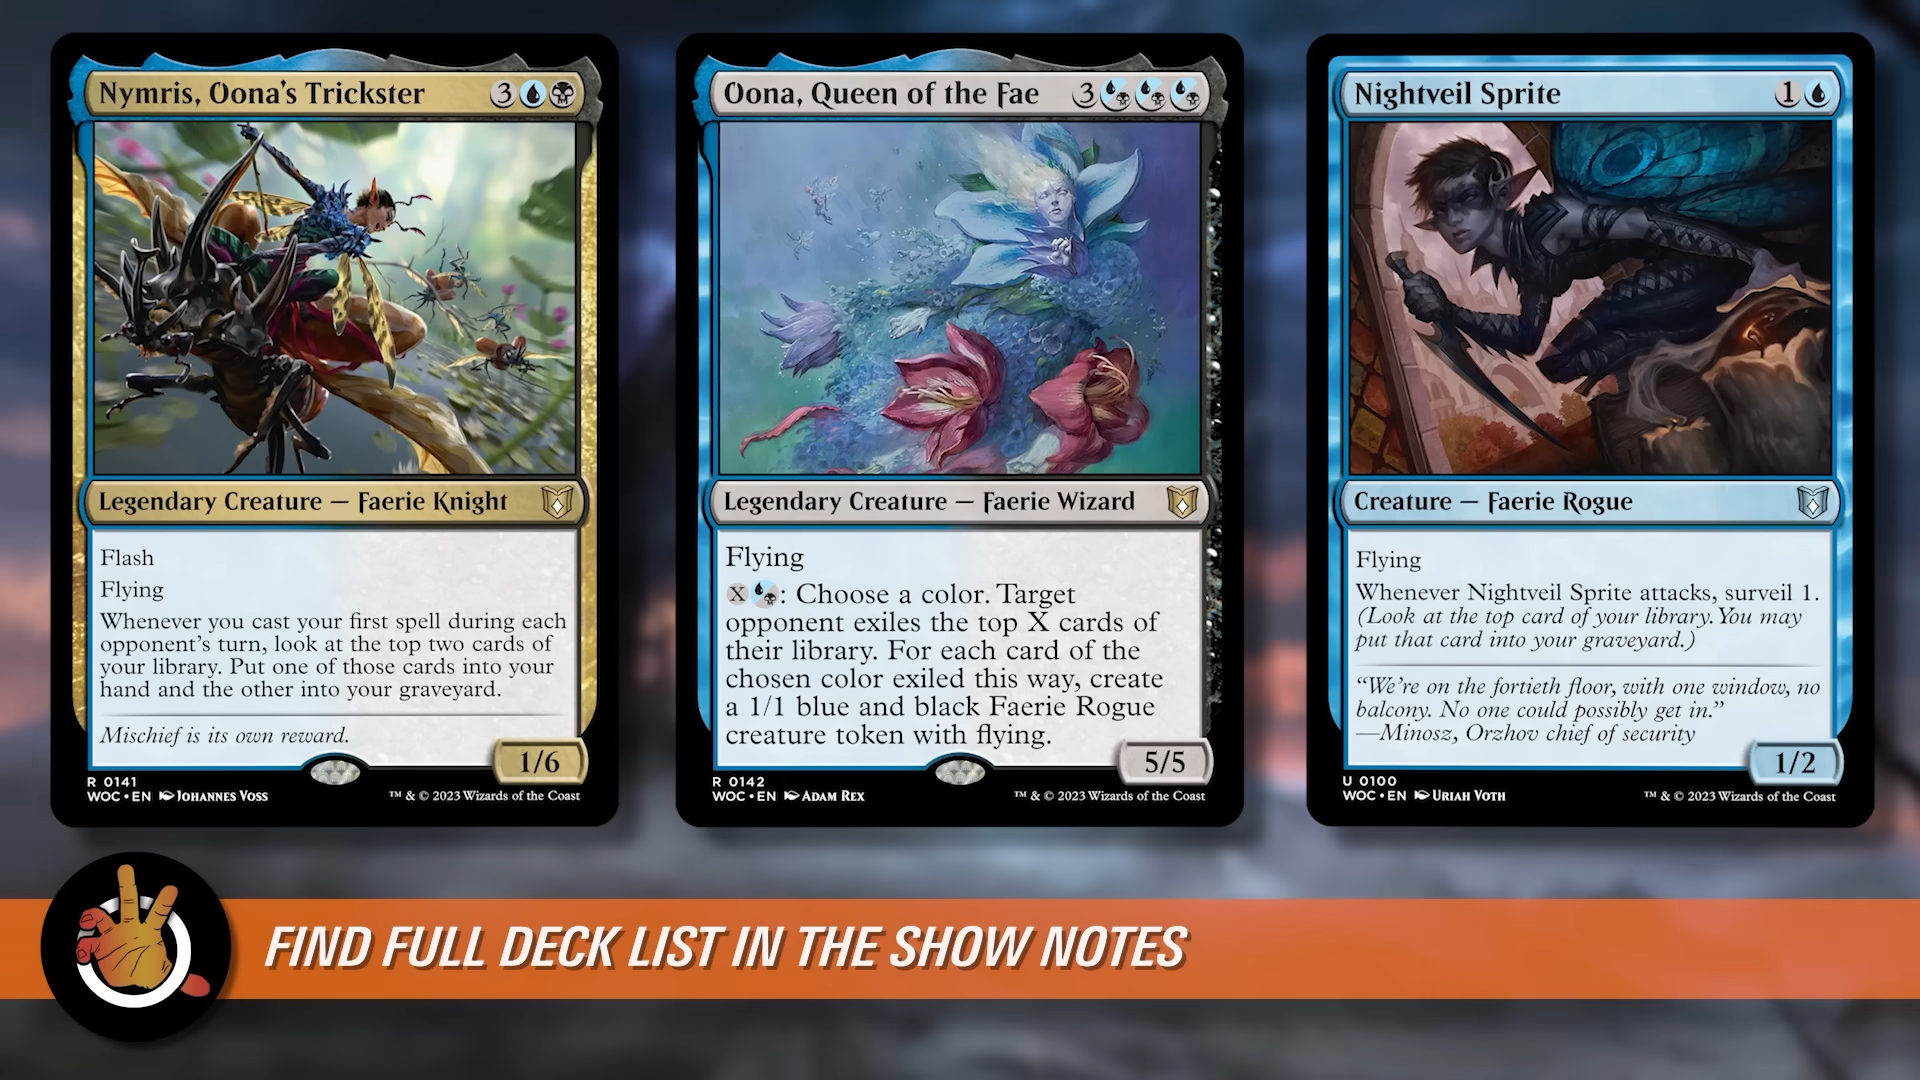 Nymris, Oona's Trickster 3
Legendary Creature — Faerie Knight
Flash
Flying
Whenever you cast your first spell during each
opponent's turn, look at the top two cards of
your library. Put one of those cards into your
hand and the other into your graveyard.
Mischief is its own reward.
1/6
R 0141
WOC • EN JOHANNES VOSS
™ & © 2023 Wizards of the Coast
Oona, Queen of the Fae 3
Legendary Creature — Faerie Wizard
Flying
X : Choose a color. Target
opponent exiles the top X cards of
their library. For each card of the
chosen color exiled this way, create
a 1/1 blue and black Faerie Rogue
creature token with flying.
5/5
R 0142
WOC • EN ADAM REX
™ & © 2023 Wizards of the Coast
Nightveil Sprite 1
Creature — Faerie Rogue
Flying
Whenever Nightveil Sprite attacks, surveil 1.
(Look at the top card of your library. You may
put that card into your graveyard.)
“We're on the fortieth floor, with one window, no
balcony. No one could possibly get in.”
—Minosz, Orzhov chief of security
1/2
U 0100
WOC • EN URIAH VOTH
™ & © 2023 Wizards of the Coast
FIND FULL DECK LIST IN THE SHOW NOTES